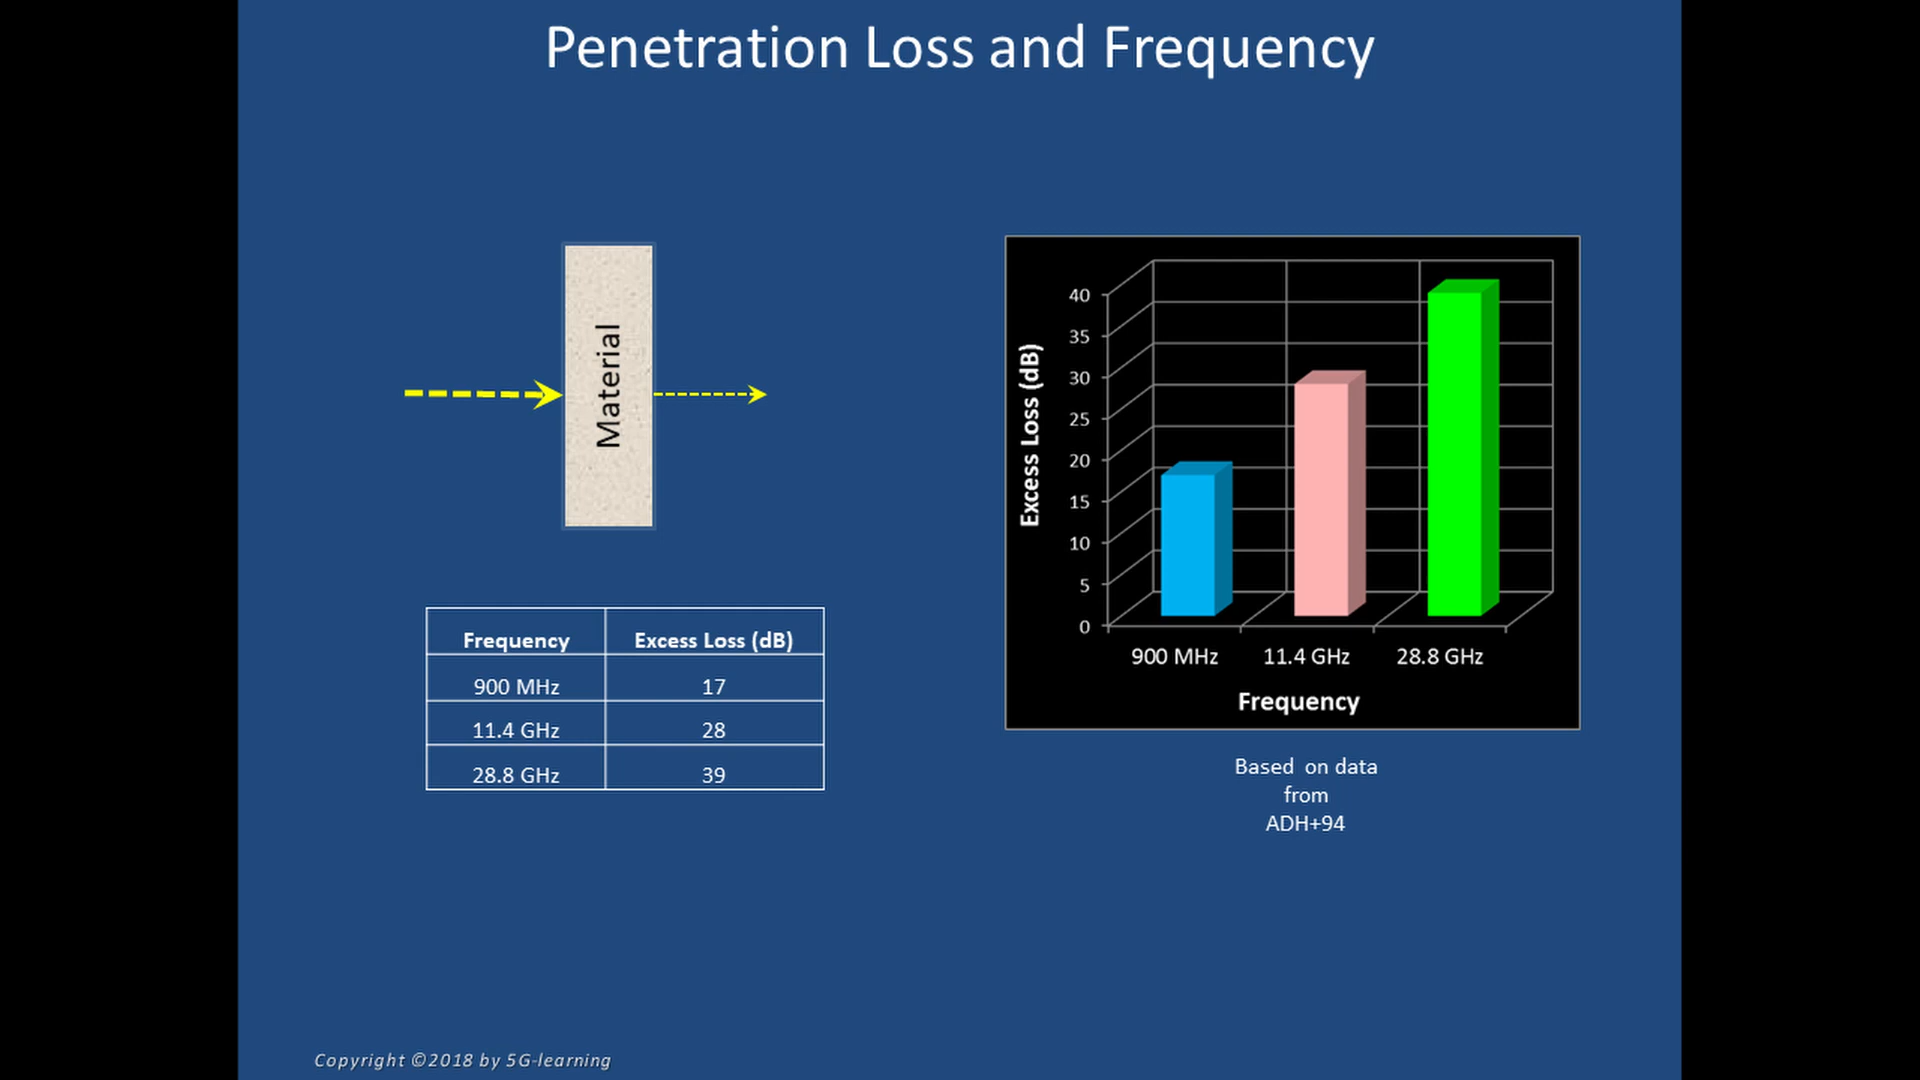 Penetration Loss and Frequency
Material
Frequency Excess Loss (dB)
900 MHz 17
11.4 GHz 28
28.8 GHz 39
Excess Loss (dB)
40
35
30
25
20
15
10
5
0
900 MHz 11.4 GHz 28.8 GHz
Frequency
Based on data
from
ADH+94
Copyright ©2018 by 5G-learning